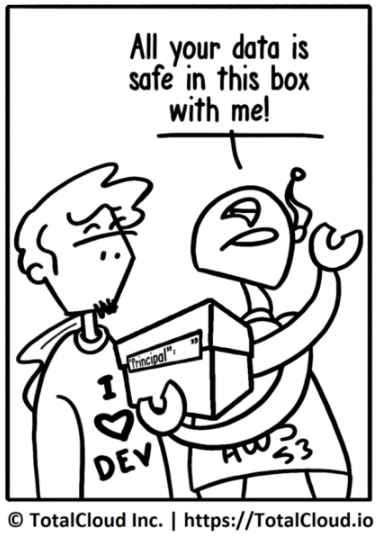 All your data is
safe in this box
with me!
"Principal": "
I
♥
DEV
AWS
S3
© TotalCloud Inc. | https://TotalCloud.io